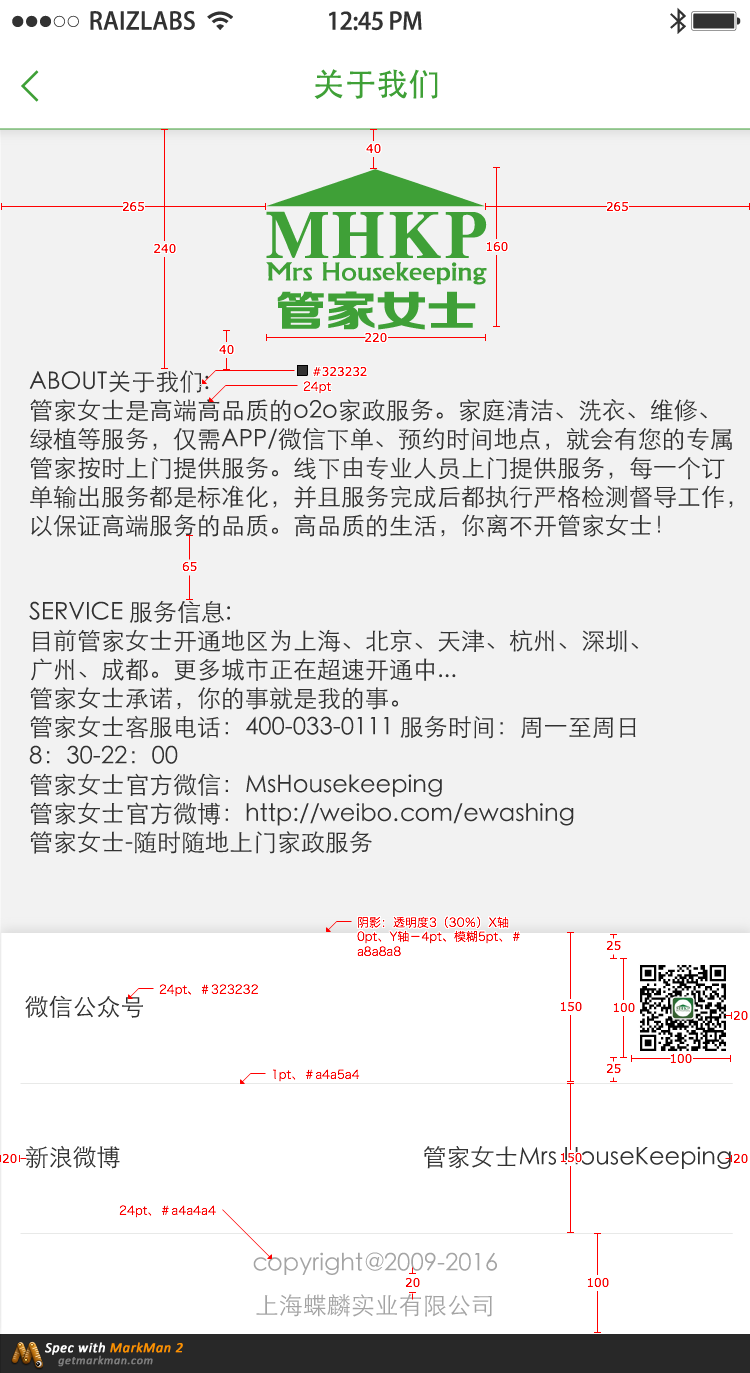 RAIZLABS
12:45 PM
关于我们
40
265
265
240
160
MHKP
Mrs Housekeeping
管家女士
220
40
#323232
ABOUT关于我们:
24pt
管家女士是高端高品质的o2o家政服务。家庭清洁、洗衣、维修、
绿植等服务，仅需APP/微信下单、预约时间地点，就会有您的专属
管家按时上门提供服务。线下由专业人员上门提供服务，每一个订
单输出服务都是标准化，并且服务完成后都执行严格检测督导工作，
以保证高端服务的品质。高品质的生活，你离不开管家女士！
65
SERVICE 服务信息:
目前管家女士开通地区为上海、北京、天津、杭州、深圳、
广州、成都。更多城市正在超速开通中...
管家女士承诺，你的事就是我的事。
管家女士客服电话：400-033-0111 服务时间：周一至周日
8：30-22：00
管家女士官方微信：MsHousekeeping
管家女士官方微博：http://weibo.com/ewashing
管家女士-随时随地上门家政服务
阴影：透明度3（30%）X轴
0pt、Y轴－4pt、模糊5pt、＃
a8a8a8
25
24pt、＃323232
微信公众号
150
100
20
100
25
1pt、＃a4a5a4
20
新浪微博
管家女士Mrs HouseKeeping
150
20
24pt、＃a4a4a4
copyright@2009-2016
20
100
上海蝶麟实业有限公司
Spec with MarkMan 2
getmarkman.com